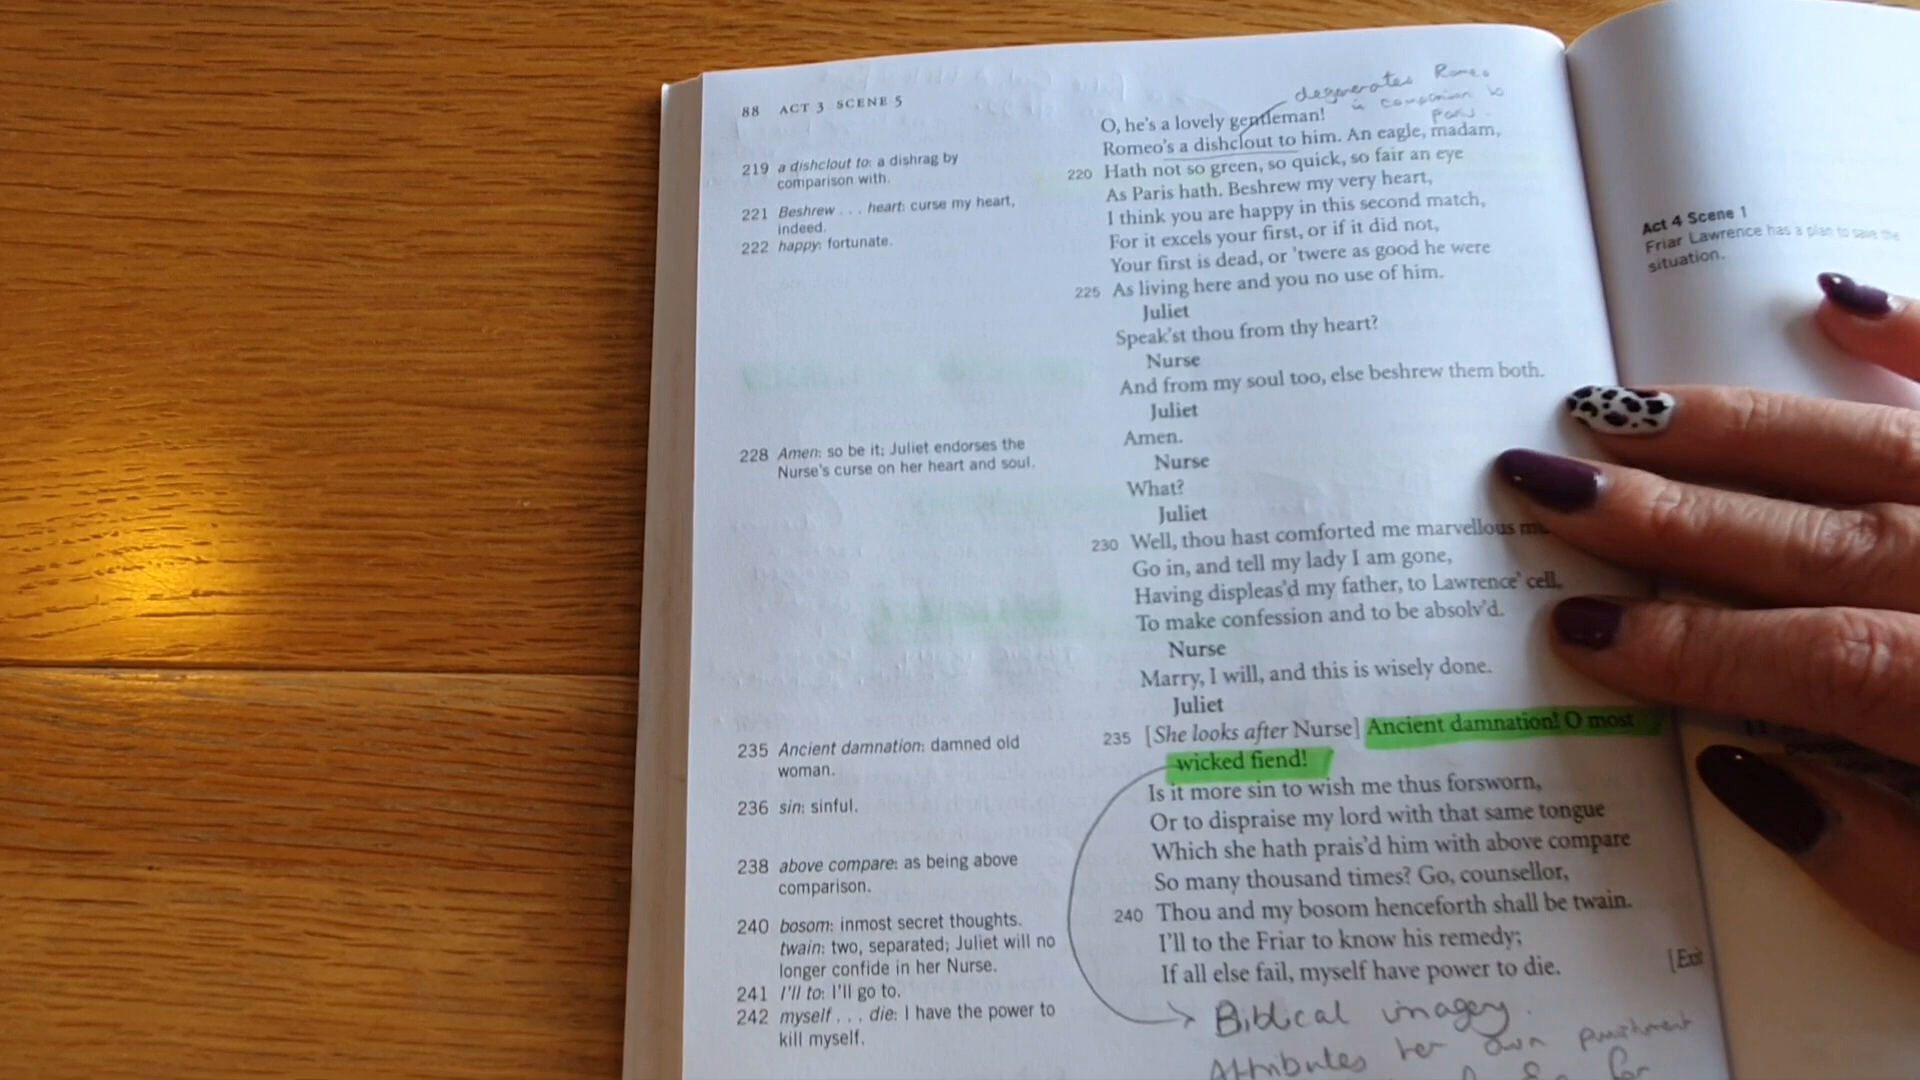 88 ACT 3 SCENE 5
219 a dishclout to: a dishrag by
comparison with.
221 Beshrew . . . heart: curse my heart,
indeed.
222 happy: fortunate.
228 Amen: so be it; Juliet endorses the
Nurse's curse on her heart and soul.
235 Ancient damnation: damned old
woman.
236 sin: sinful.
238 above compare: as being above
comparison.
240 bosom: inmost secret thoughts.
twain: two, separated; Juliet will no
longer confide in her Nurse.
241 I'll to: I'll go to.
242 myself . . . die: I have the power to
kill myself.
degenerates Romeo
in comparison to
paris.
O, he's a lovely gentleman!
Romeo's a dishclout to him. An eagle, madam,
220 Hath not so green, so quick, so fair an eye
As Paris hath. Beshrew my very heart,
I think you are happy in this second match,
For it excels your first, or if it did not,
Your first is dead, or 'twere as good he were
225 As living here and you no use of him.
Juliet
Speak'st thou from thy heart?
Nurse
And from my soul too, else beshrew them both.
Juliet
Amen.
Nurse
What?
Juliet
230 Well, thou hast comforted me marvellous
Go in, and tell my lady I am gone,
Having displeas'd my father, to Lawrence' cell,
To make confession and to be absolv'd.
Nurse
Marry, I will, and this is wisely done.
Juliet
235 [She looks after Nurse] Ancient damnation! O most
wicked fiend!
Is it more sin to wish me thus forsworn,
Or to dispraise my lord with that same tongue
Which she hath prais'd him with above compare
So many thousand times? Go, counsellor,
240 Thou and my bosom henceforth shall be twain.
I'll to the Friar to know his remedy;
If all else fail, myself have power to die.
[Exit
Biblical imagery.
Attributes her own punishment
for
Act 4 Scene 1
Friar Lawrence has a plan to save the
situation.